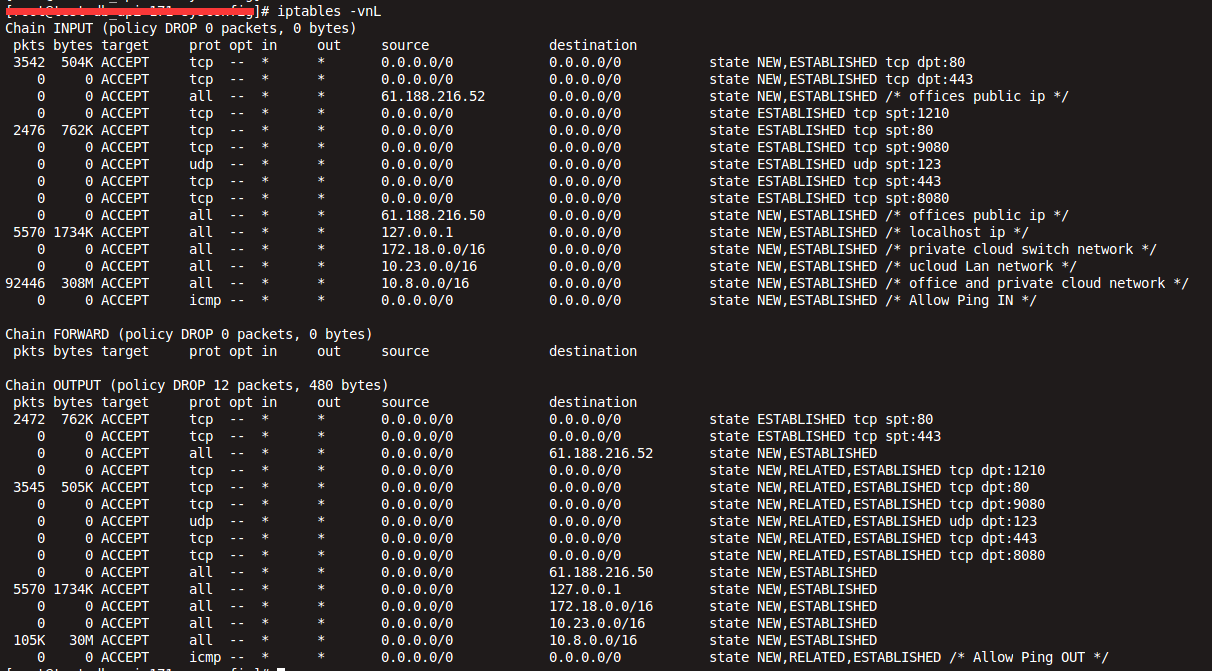 ]# iptables -vnL
Chain INPUT (policy DROP 0 packets, 0 bytes)
pkts bytes target prot opt in out source destination
3542 504K ACCEPT tcp -- * * 0.0.0.0/0 0.0.0.0/0 state NEW,ESTABLISHED tcp dpt:80
0 0 ACCEPT tcp -- * * 0.0.0.0/0 0.0.0.0/0 state NEW,ESTABLISHED tcp dpt:443
0 0 ACCEPT all -- * * 61.188.216.52 0.0.0.0/0 state NEW,ESTABLISHED /* offices public ip */
0 0 ACCEPT tcp -- * * 0.0.0.0/0 0.0.0.0/0 state ESTABLISHED tcp spt:1210
2476 762K ACCEPT tcp -- * * 0.0.0.0/0 0.0.0.0/0 state ESTABLISHED tcp spt:80
0 0 ACCEPT tcp -- * * 0.0.0.0/0 0.0.0.0/0 state ESTABLISHED tcp spt:9080
0 0 ACCEPT udp -- * * 0.0.0.0/0 0.0.0.0/0 state ESTABLISHED udp spt:123
0 0 ACCEPT tcp -- * * 0.0.0.0/0 0.0.0.0/0 state ESTABLISHED tcp spt:443
0 0 ACCEPT tcp -- * * 0.0.0.0/0 0.0.0.0/0 state ESTABLISHED tcp spt:8080
0 0 ACCEPT all -- * * 61.188.216.50 0.0.0.0/0 state NEW,ESTABLISHED /* offices public ip */
5570 1734K ACCEPT all -- * * 127.0.0.1 0.0.0.0/0 state NEW,ESTABLISHED /* localhost ip */
0 0 ACCEPT all -- * * 172.18.0.0/16 0.0.0.0/0 state NEW,ESTABLISHED /* private cloud switch network */
0 0 ACCEPT all -- * * 10.23.0.0/16 0.0.0.0/0 state NEW,ESTABLISHED /* ucloud Lan network */
92446 308M ACCEPT all -- * * 10.8.0.0/16 0.0.0.0/0 state NEW,ESTABLISHED /* office and private cloud network */
0 0 ACCEPT icmp -- * * 0.0.0.0/0 0.0.0.0/0 state NEW,ESTABLISHED /* Allow Ping IN */
Chain FORWARD (policy DROP 0 packets, 0 bytes)
pkts bytes target prot opt in out source destination
Chain OUTPUT (policy DROP 12 packets, 480 bytes)
pkts bytes target prot opt in out source destination
2472 762K ACCEPT tcp -- * * 0.0.0.0/0 0.0.0.0/0 state ESTABLISHED tcp spt:80
0 0 ACCEPT tcp -- * * 0.0.0.0/0 0.0.0.0/0 state ESTABLISHED tcp spt:443
0 0 ACCEPT all -- * * 0.0.0.0/0 61.188.216.52 state NEW,ESTABLISHED
0 0 ACCEPT tcp -- * * 0.0.0.0/0 0.0.0.0/0 state NEW,RELATED,ESTABLISHED tcp dpt:1210
3545 505K ACCEPT tcp -- * * 0.0.0.0/0 0.0.0.0/0 state NEW,RELATED,ESTABLISHED tcp dpt:80
0 0 ACCEPT tcp -- * * 0.0.0.0/0 0.0.0.0/0 state NEW,RELATED,ESTABLISHED tcp dpt:9080
0 0 ACCEPT udp -- * * 0.0.0.0/0 0.0.0.0/0 state NEW,RELATED,ESTABLISHED udp dpt:123
0 0 ACCEPT tcp -- * * 0.0.0.0/0 0.0.0.0/0 state NEW,RELATED,ESTABLISHED tcp dpt:443
0 0 ACCEPT tcp -- * * 0.0.0.0/0 0.0.0.0/0 state NEW,RELATED,ESTABLISHED tcp dpt:8080
0 0 ACCEPT all -- * * 0.0.0.0/0 61.188.216.50 state NEW,ESTABLISHED
5570 1734K ACCEPT all -- * * 0.0.0.0/0 127.0.0.1 state NEW,ESTABLISHED
0 0 ACCEPT all -- * * 0.0.0.0/0 172.18.0.0/16 state NEW,ESTABLISHED
0 0 ACCEPT all -- * * 0.0.0.0/0 10.23.0.0/16 state NEW,ESTABLISHED
105K 30M ACCEPT all -- * * 0.0.0.0/0 10.8.0.0/16 state NEW,ESTABLISHED
0 0 ACCEPT icmp -- * * 0.0.0.0/0 0.0.0.0/0 state NEW,RELATED,ESTABLISHED /* Allow Ping OUT */